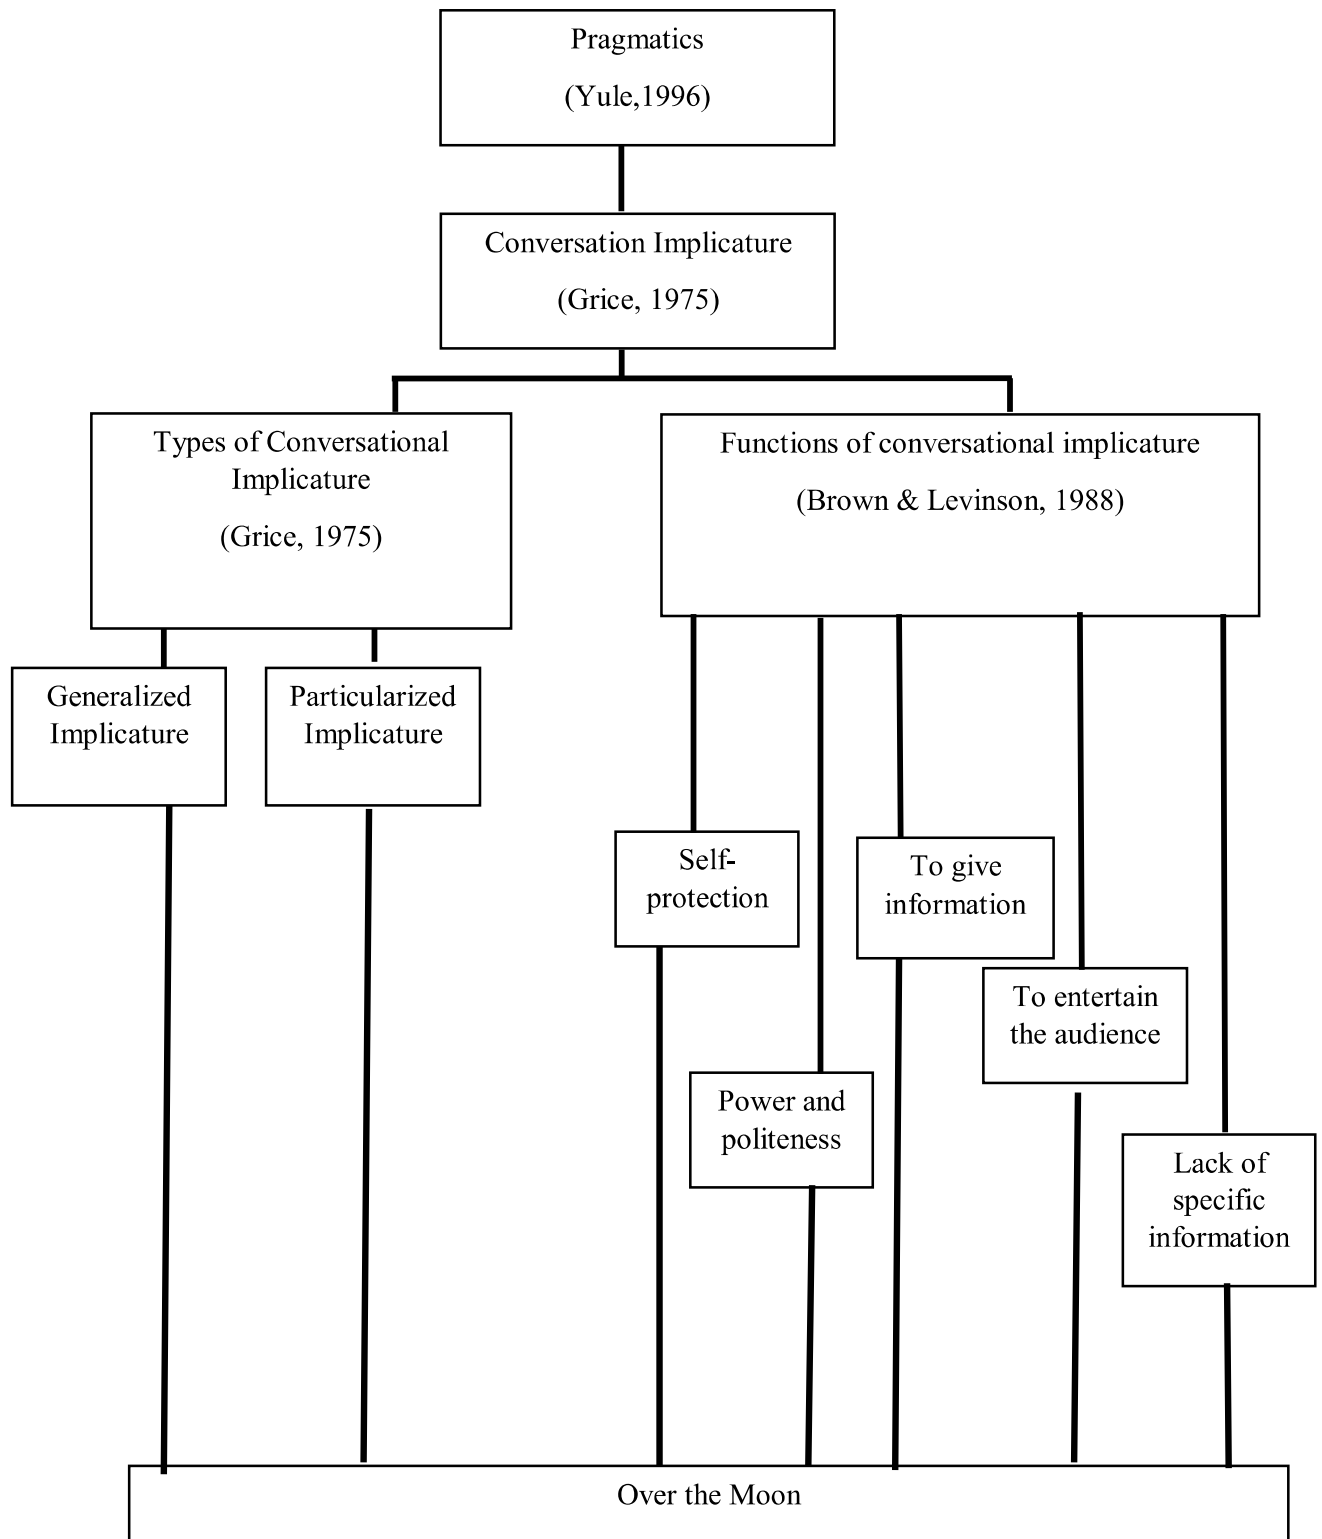 Pragmatics
(Yule,1996)
Conversation Implicature
(Grice, 1975)
Types of Conversational
Implicature
(Grice, 1975)
Functions of conversational implicature
(Brown & Levinson, 1988)
Generalized
Implicature
Particularized
Implicature
Self-
protection
To give
information
To entertain
the audience
Power and
politeness
Lack of
specific
information
Over the Moon